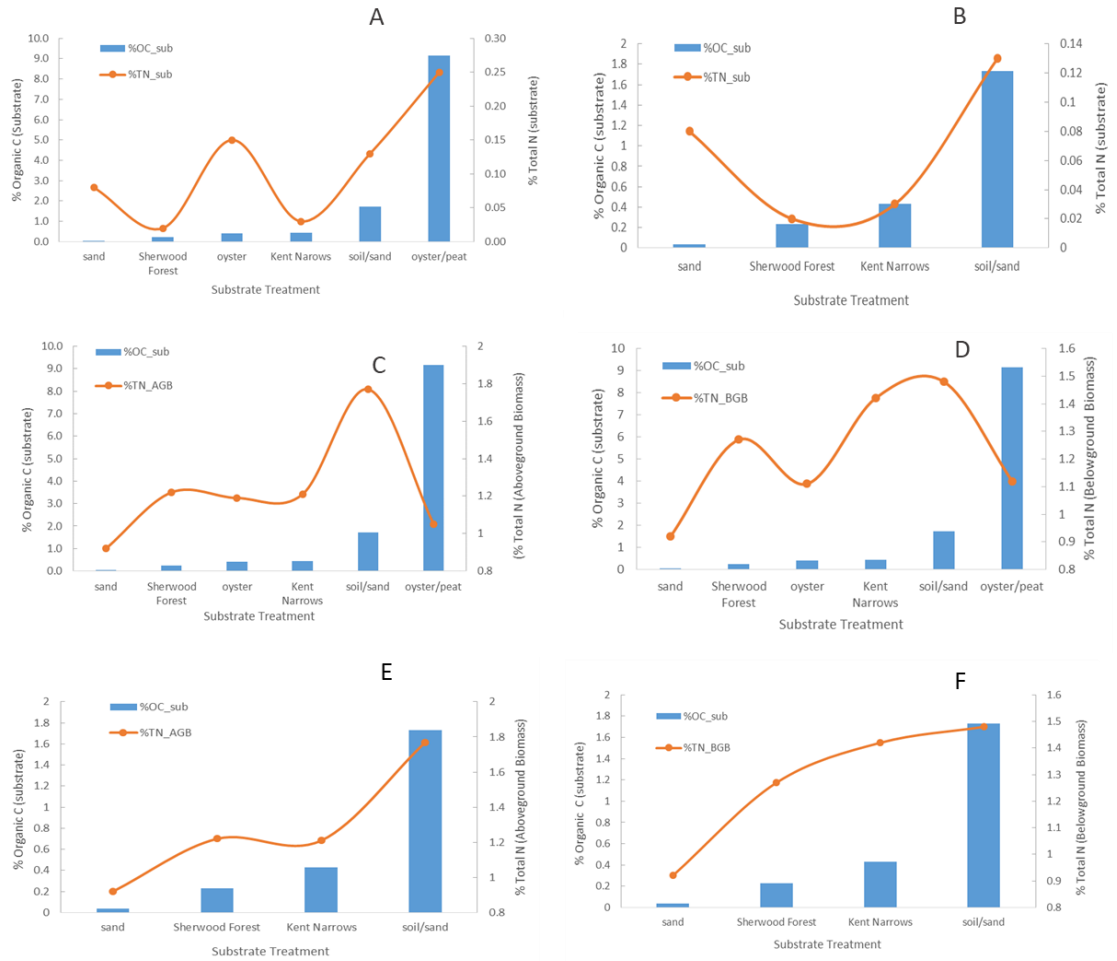 A
%OC_sub
%TN_sub
10.0
9.0
8.0
7.0
6.0
5.0
4.0
3.0
2.0
1.0
0.0
% Organic C (Substrate)
0.30
0.25
0.20
0.15
0.10
0.05
0.00
% Total N (substrate)
sand
Sherwood
Forest
oyster
Kent Narrows
soil/sand
oyster/peat
Substrate Treatment
B
%OC_sub
%TN_sub
2
1.8
1.6
1.4
1.2
1
0.8
0.6
0.4
0.2
0
% Organic C (substrate)
0.14
0.12
0.1
0.08
0.06
0.04
0.02
0
% Total N (substrate)
sand
Sherwood Forest
Kent Narrows
soil/sand
Substrate Treatment
C
%OC_sub
%TN_AGB
10.0
9.0
8.0
7.0
6.0
5.0
4.0
3.0
2.0
1.0
0.0
% Organic C (substrate)
2
1.8
1.6
1.4
1.2
1
0.8
(% Total N (Aboveground Biomass)
sand
Sherwood
Forest
oyster
Kent
Narrows
soil/sand
oyster/peat
Substrate Treatment
D
%OC_sub
%TN_BGB
10
9
8
7
6
5
4
3
2
1
0
% Organic C (substrate)
1.6
1.5
1.4
1.3
1.2
1.1
1
0.9
0.8
% Total N (Belowground Biomass)
sand
Sherwood
Forest
oyster
Kent
Narrows
soil/sand
oyster/peat
Substrate Treatment
E
%OC_sub
%TN_AGB
2
1.8
1.6
1.4
1.2
1
0.8
0.6
0.4
0.2
0
% Organic C (substrate)
2
1.8
1.6
1.4
1.2
1
0.8
% Total N (Aboveground Biomass)
sand
Sherwood Forest
Kent Narrows
soil/sand
Substrate Treatment
F
%OC_sub
%TN_BGB
2
1.8
1.6
1.4
1.2
1
0.8
0.6
0.4
0.2
0
% Organic C (substrate)
1.6
1.5
1.4
1.3
1.2
1.1
1
0.9
0.8
% Total N (Belowground Biomass)
sand
Sherwood Forest
Kent Narrows
soil/sand
Substrate Treatment